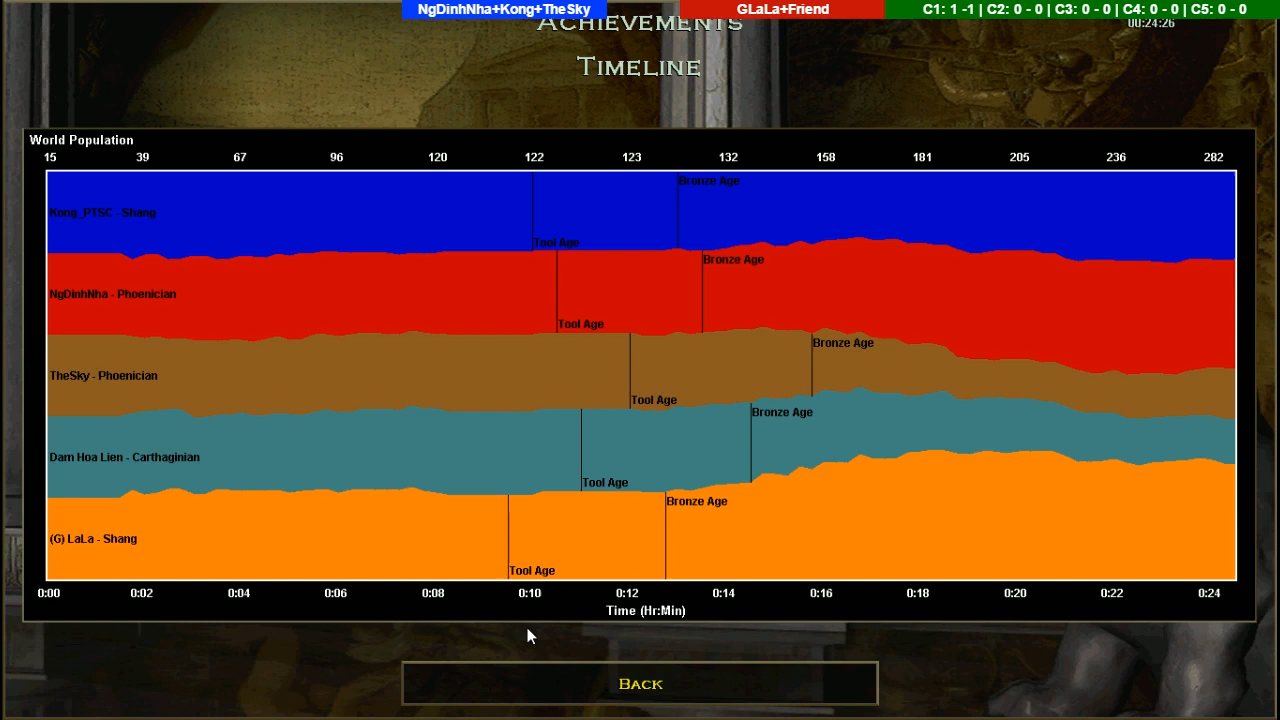 NgDinhNha+Kong+TheSky
GLaLa+Friend
C1: 1 -1 | C2: 0 - 0 | C3: 0 - 0 | C4: 0 - 0 | C5: 0 - 0
Achievements
00:24:26
Timeline
World Population
15 39 67 96 120 122 123 132 158 181 205 236 282
Bronze Age
Kong_PTSC - Shang
Tool Age
Bronze Age
NgDinhNha - Phoenician
Tool Age
Bronze Age
TheSky - Phoenician
Tool Age
Bronze Age
Dam Hoa Lien - Carthaginian
Tool Age
Bronze Age
(G) LaLa - Shang
Tool Age
0:00 0:02 0:04 0:06 0:08 0:10 0:12 0:14 0:16 0:18 0:20 0:22 0:24
Time (Hr:Min)
Back